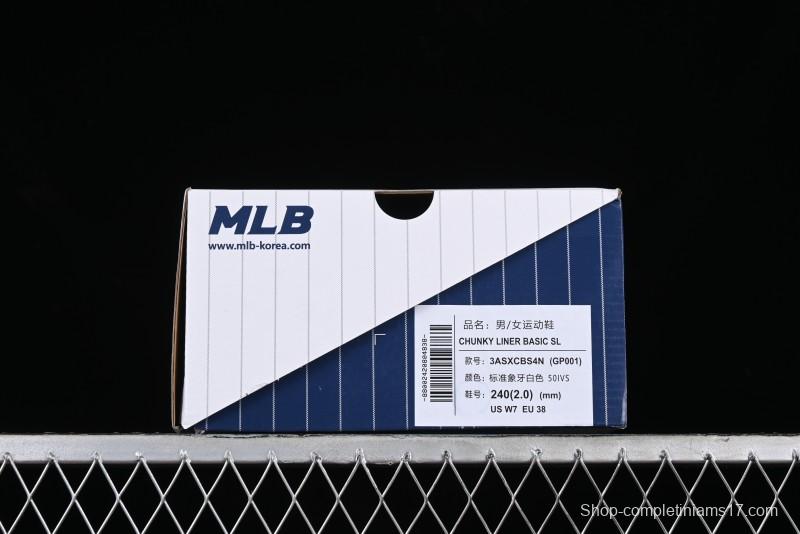 MLB
www.mlb-korea.com
品名：男/女运动鞋
CHUNKY LINER BASIC SL
款号：3ASXCBS4N (GP001)
颜色：标准象牙白色 50IVS
鞋号：240(2.0) (mm)
US W7 EU 38
Shop-completiniams17.com